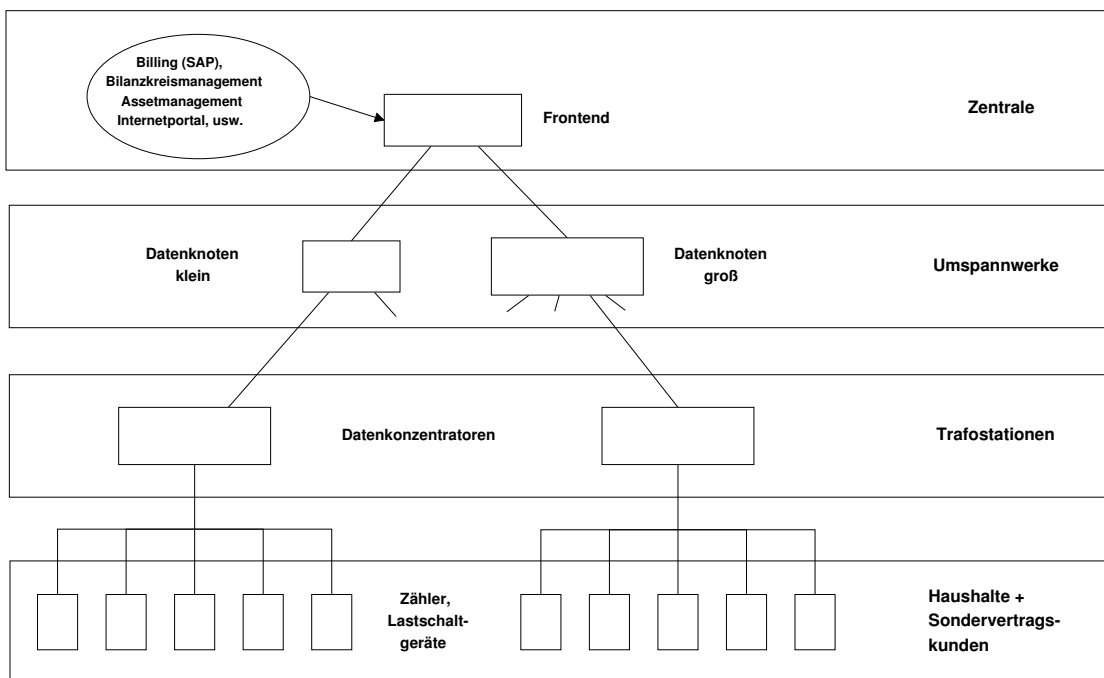 Billing (SAP),
Bilanzkreismanagement
Assetmanagement
Internetportal, usw.
Frontend
Zentrale
Datenknoten
klein
Datenknoten
groß
Umspannwerke
Datenkonzentratoren
Trafostationen
Zähler,
Lastschalt-
geräte
Haushalte +
Sondervertrags-
kunden